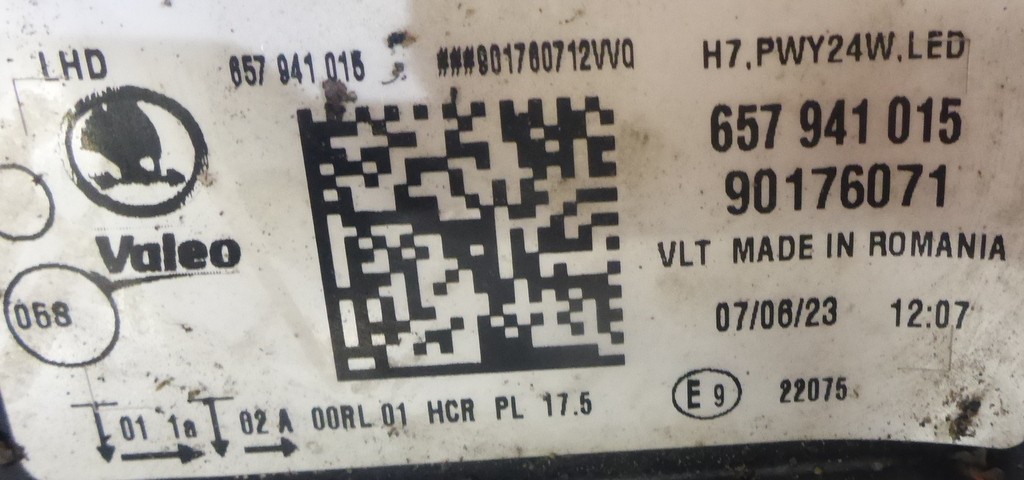 LHD 657 941 015 ###901760712VVQ H7,PWY24W,LED
657 941 015
90176071
Valeo
VLT MADE IN ROMANIA
068
07/06/23 12:07
E 9 22075
01 1a 02 A 00RL 01 HCR PL 17.5